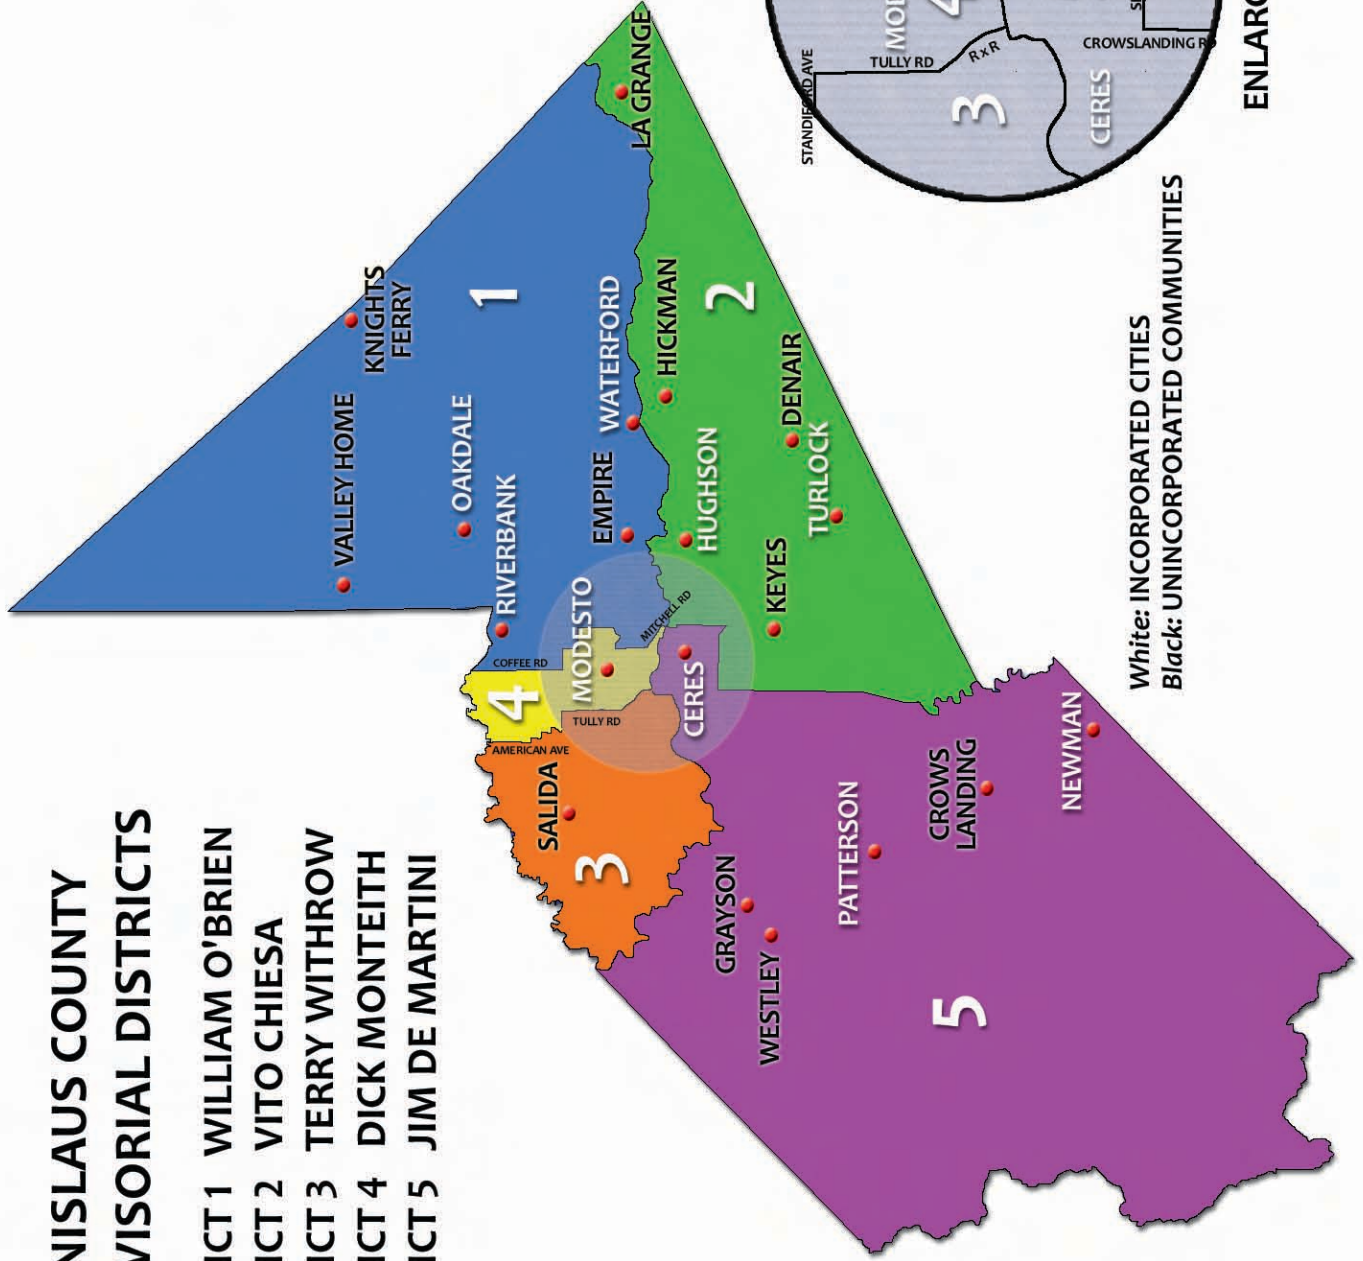 NISLAUS COUNTY
VISORIAL DISTRICTS
ICT 1 WILLIAM O'BRIEN
ICT 2 VITO CHIESA
ICT 3 TERRY WITHROW
ICT 4 DICK MONTEITH
ICT 5 JIM DE MARTINI
VALLEY HOME
KNIGHTS
FERRY
OAKDALE
1
RIVERBANK
COFFEE RD
4
AMERICAN AVE
SALIDA
3
TULLY RD
MODESTO
EMPIRE
WATERFORD
LA GRANGE
MITCHELL RD
HICKMAN
CERES
HUGHSON
2
GRAYSON
WESTLEY
KEYES
DENAIR
TURLOCK
PATTERSON
CROWS
LANDING
5
NEWMAN
STANDIFORD AVE
TULLY RD
MOD
4
RxR
3
CERES
CROWSLANDING RD
White: INCORPORATED CITIES
Black: UNINCORPORATED COMMUNITIES
ENLARG